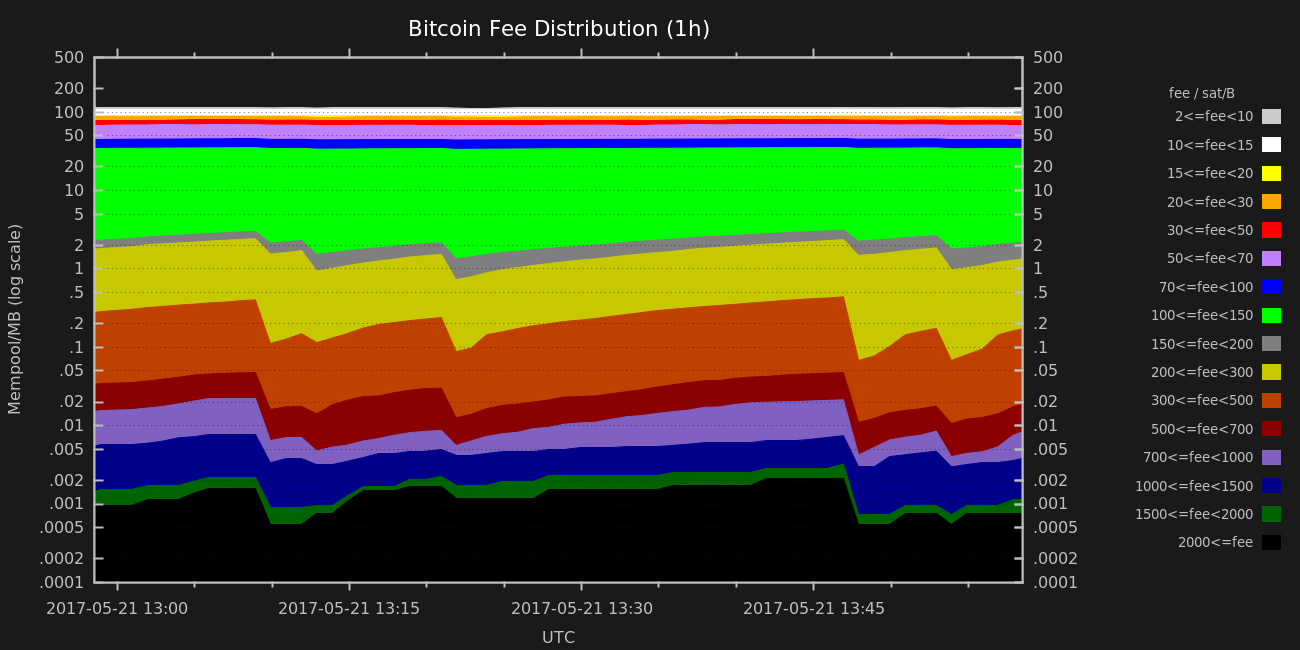 Bitcoin Fee Distribution (1h)
500 500
200 200
100 100
50 50
20 20
10 10
5 5
2 2
1 1
.5 .5
.2 .2
.1 .1
.05 .05
.02 .02
.01 .01
.005 .005
.002 .002
.001 .001
.0005 .0005
.0002 .0002
.0001 .0001
Mempool/MB (log scale)
2017-05-21 13:00 2017-05-21 13:15 2017-05-21 13:30 2017-05-21 13:45
UTC
fee / sat/B
2<=fee<10
10<=fee<15
15<=fee<20
20<=fee<30
30<=fee<50
50<=fee<70
70<=fee<100
100<=fee<150
150<=fee<200
200<=fee<300
300<=fee<500
500<=fee<700
700<=fee<1000
1000<=fee<1500
1500<=fee<2000
2000<=fee